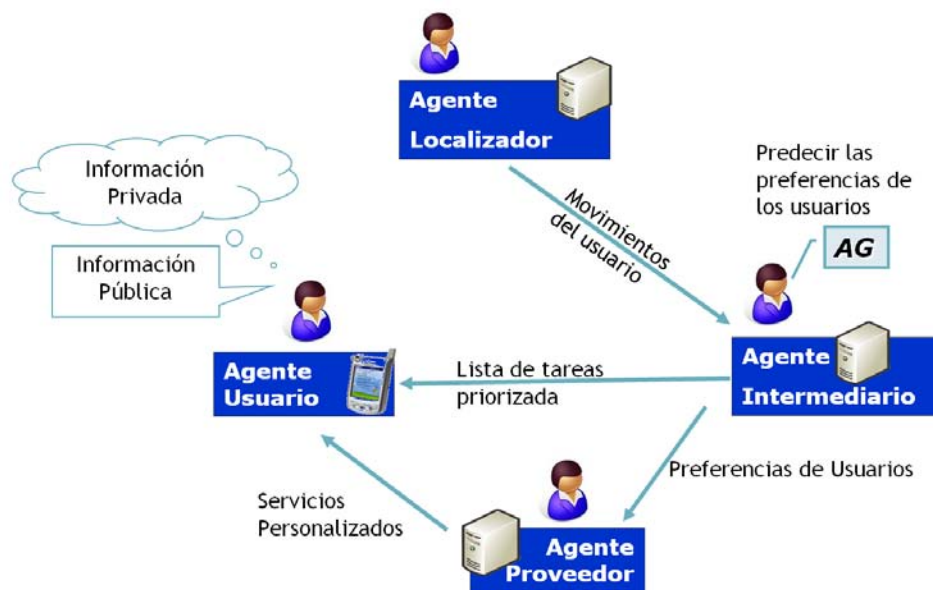 Agente
Localizador
Información
Privada
Predecir las
preferencias de
los usuarios
AG
Movimientos
del usuario
Información
Pública
Agente
Usuario
Lista de tareas
priorizada
Agente
Intermediario
Preferencias de Usuarios
Servicios
Personalizados
Agente
Proveedor